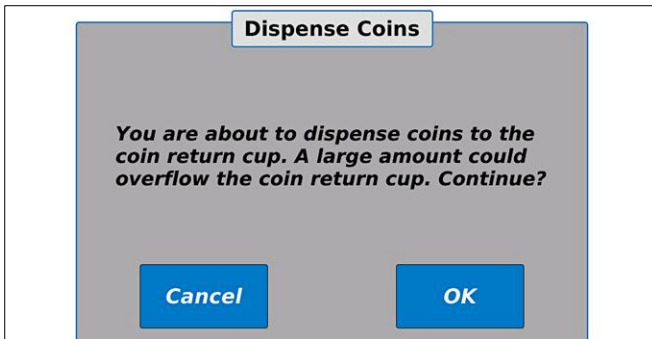 Dispense Coins
You are about to dispense coins to the
coin return cup. A large amount could
overflow the coin return cup. Continue?
Cancel
OK